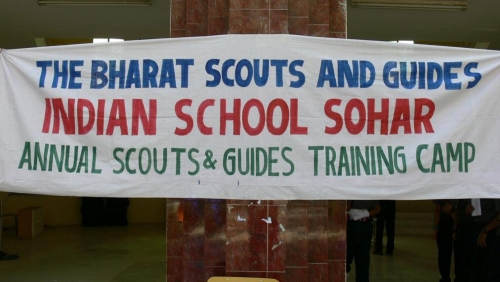 THE BHARAT SCOUTS AND GUIDES
INDIAN SCHOOL SOHAR
ANNUAL SCOUTS & GUIDES TRAINING CAMP